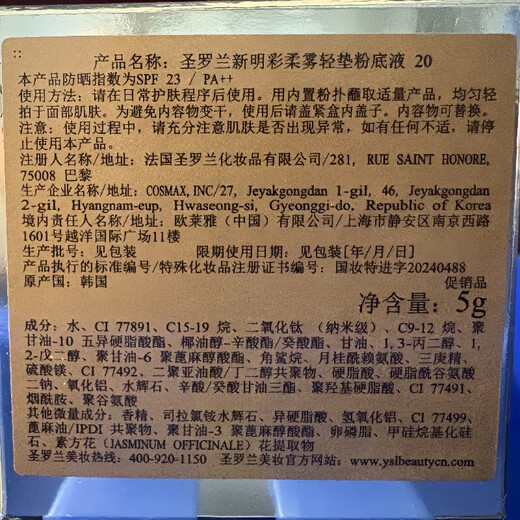 产品名称：圣罗兰新明彩柔雾轻垫粉底液 20
本产品防晒指数为SPF 23 / PA++
使用方法：请在日常护肤程序后使用。用内置粉扑蘸取适量产品，均匀轻
拍于面部肌肤。为避免内容物变干，使用后请盖紧盒内盖子。内容物可替换。
注意：使用过程中，请充分注意肌肤是否出现异常，如有任何不适，请停
止使用本产品。
注册人名称/地址：法国圣罗兰化妆品有限公司/281, RUE SAINT HONORE,
75008 巴黎
生产企业名称/地址：COSMAX, INC/27, Jeyakgongdan 1-gil, 46, Jeyakgongdan
2-gil, Hyangnam-eup, Hwaseong-si, Gyeonggi-do, Republic of Korea
境内责任人名称/地址：欧莱雅（中国）有限公司/上海市静安区南京西路
1601号越洋国际广场11楼
生产批号：见包装 限期使用日期：见包装[年/月/日]
产品执行的标准编号/特殊化妆品注册证书编号：国妆特进字20240488
原产国：韩国 促销品
净含量：5g
成分：水、CI 77891、C15-19 烷、二氧化钛 （纳米级）、C9-12 烷、聚
甘油-10 五异硬脂酸酯、椰油醇-辛酸酯/癸酸酯、甘油、1, 3-丙二醇、1,
2-戊二醇、聚甘油-6 聚蓖麻醇酸酯、角鲨烷、月桂酰赖氨酸、三庚精、
硫酸镁、CI 77492、二聚亚油酸/丁二醇共聚物、硬脂酸、硬脂酰谷氨酸
二钠、氧化铝、水辉石、辛酸/癸酸甘油三酯、聚羟基硬脂酸、CI 77491、
烟酰胺、聚谷氨酸
其他微量成分：香精、司拉氯铵水辉石、异硬脂酸、氢氧化铝、CI 77499、
蓖麻油/IPDI 共聚物、聚甘油-3 聚蓖麻醇酸酯、卵磷脂、甲硅烷基化硅
石、素方花（JASMINUM OFFICINALE）花提取物
圣罗兰美妆热线：400-920-1150 圣罗兰美妆官方网站：www.yslbeautycn.com